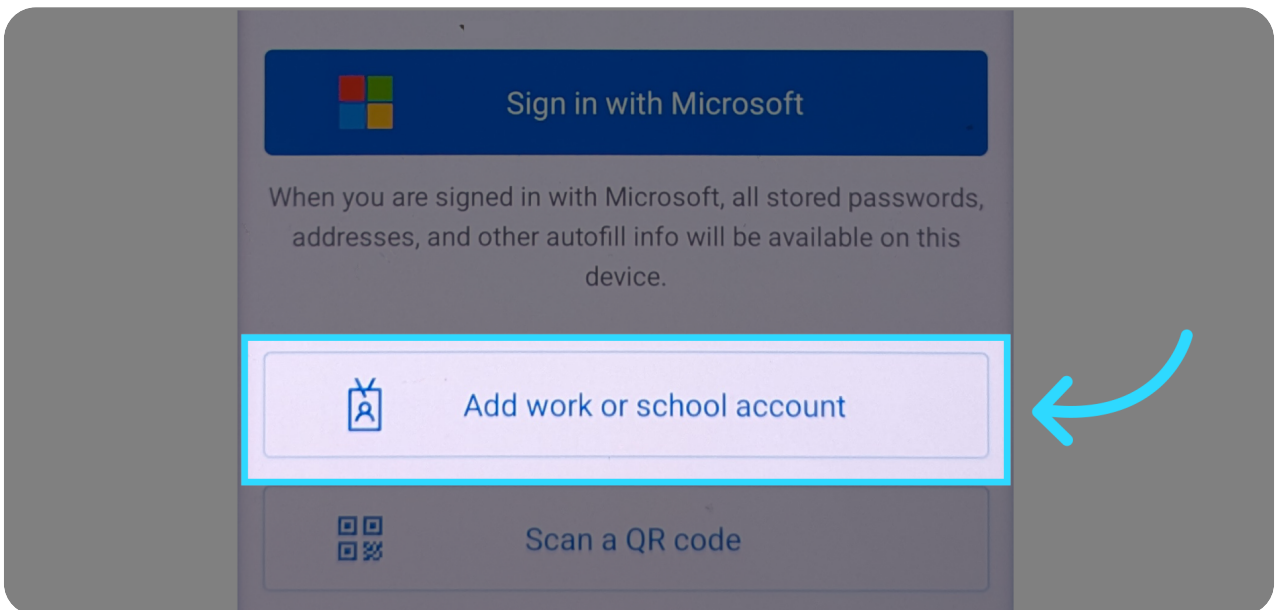 Sign in with Microsoft
When you are signed in with Microsoft, all stored passwords,
addresses, and other autofill info will be available on this
device.
Add work or school account
Scan a QR code